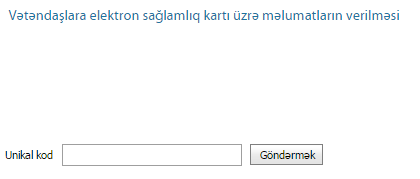 Vətəndaşlara elektron sağlamlıq kartı üzrə məlumatların verilməsi
Unikal kod
Göndərmək